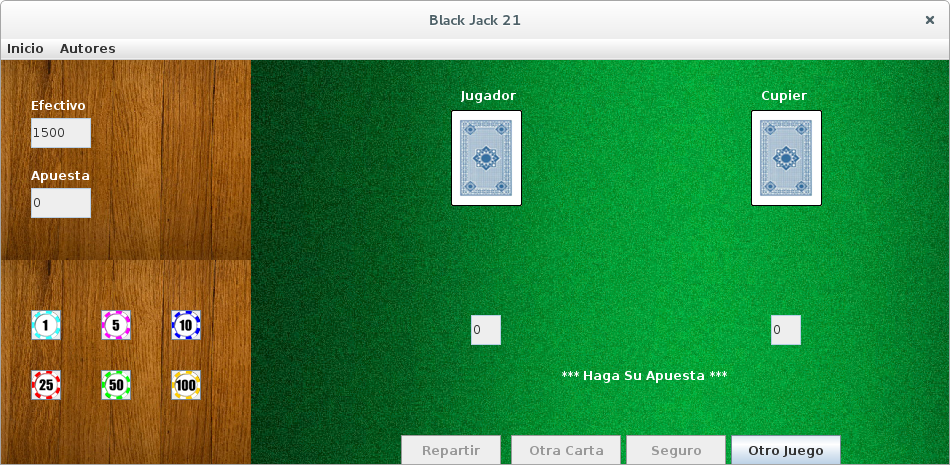 Black Jack 21
×
Inicio Autores
Efectivo
1500
Apuesta
0
1 5 10
25 50 100
Jugador Cupier
0 0
*** Haga Su Apuesta ***
Repartir Otra Carta Seguro Otro Juego